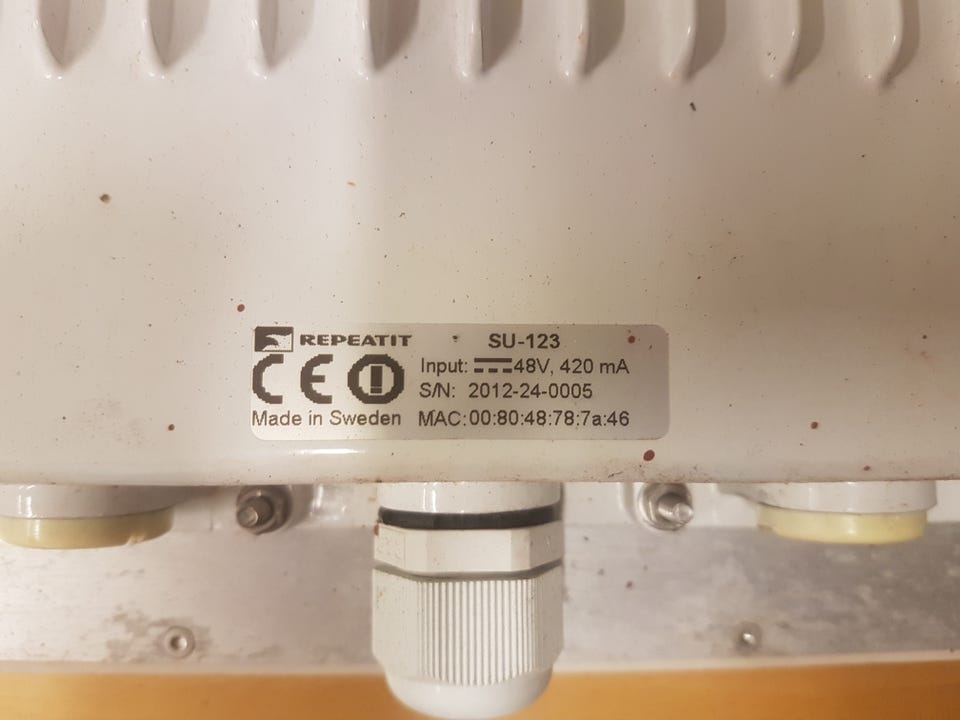 REPEATIT SU-123
Input: 48V, 420 mA
CE S/N: 2012-24-0005
Made in Sweden MAC:00:80:48:78:7a:46